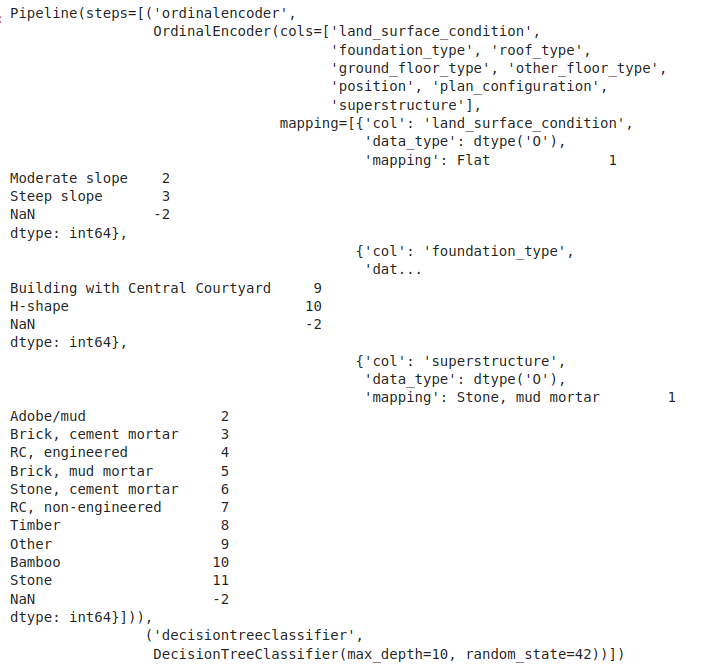 Pipeline(steps=[('ordinalencoder',
                 OrdinalEncoder(cols=['land_surface_condition',
                                      'foundation_type', 'roof_type',
                                      'ground_floor_type', 'other_floor_type',
                                      'position', 'plan_configuration',
                                      'superstructure'],
                                mapping=[{'col': 'land_surface_condition',
                                          'data_type': dtype('O'),
                                          'mapping': Flat              1
Moderate slope    2
Steep slope       3
NaN              -2
dtype: int64},
                                         {'col': 'foundation_type',
                                          'dat...
Building with Central Courtyard     9
H-shape                            10
NaN                                -2
dtype: int64},
                                         {'col': 'superstructure',
                                          'data_type': dtype('O'),
                                          'mapping': Stone, mud mortar        1
Adobe/mud                2
Brick, cement mortar     3
RC, engineered           4
Brick, mud mortar        5
Stone, cement mortar     6
RC, non-engineered       7
Timber                   8
Other                    9
Bamboo                  10
Stone                   11
NaN                     -2
dtype: int64}])),
                ('decisiontreeclassifier',
                 DecisionTreeClassifier(max_depth=10, random_state=42))])